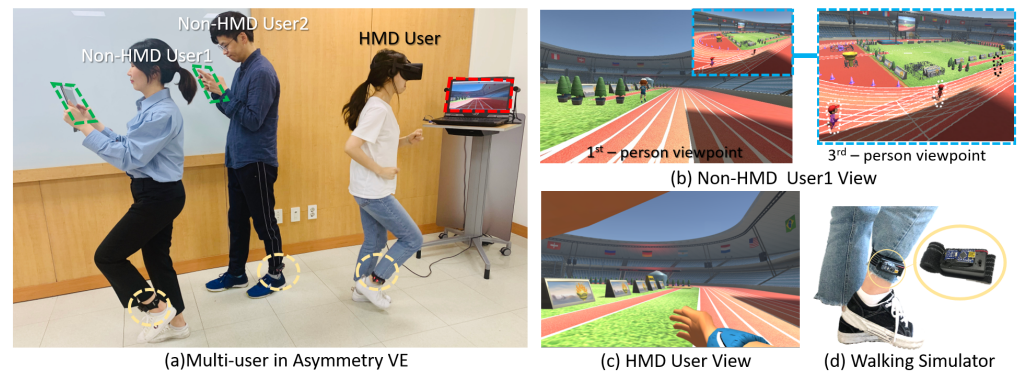 Non-HMD User2
Non-HMD User1
HMD User
1st – person viewpoint
3rd – person viewpoint
(b) Non-HMD User1 View
(a)Multi-user in Asymmetry VE
(c) HMD User View
(d) Walking Simulator